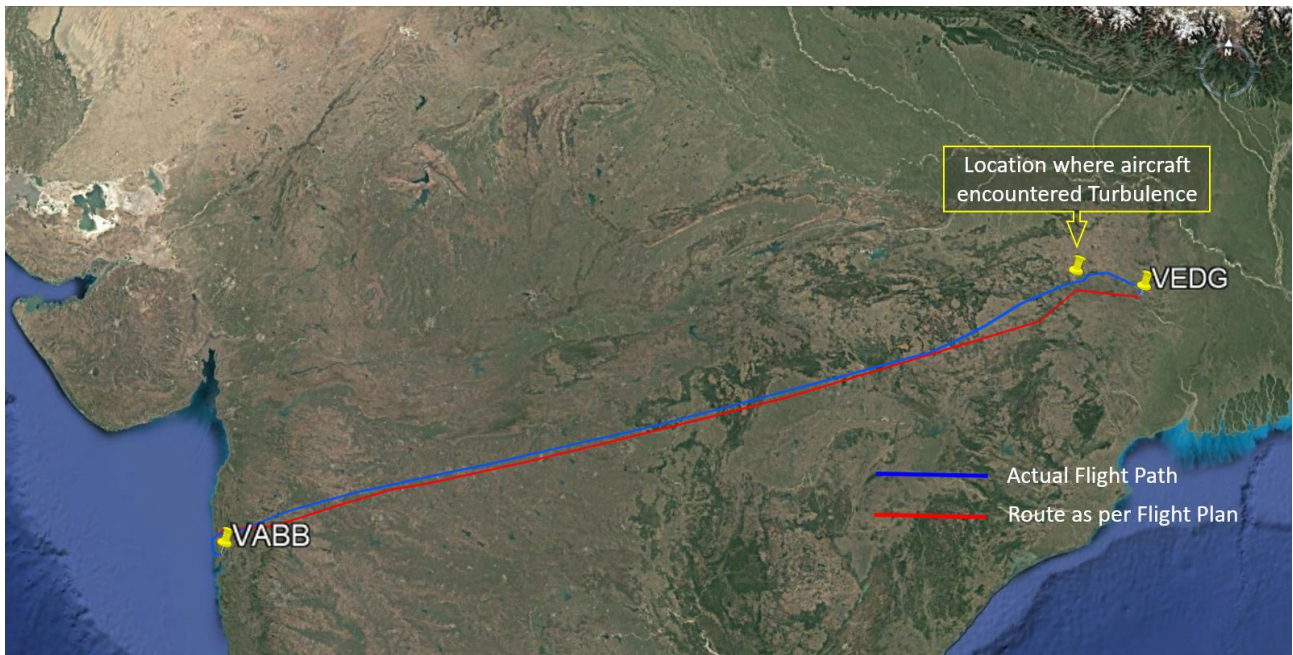 N
Location where aircraft
encountered Turbulence
VEDG
Actual Flight Path
Route as per Flight Plan
VABB